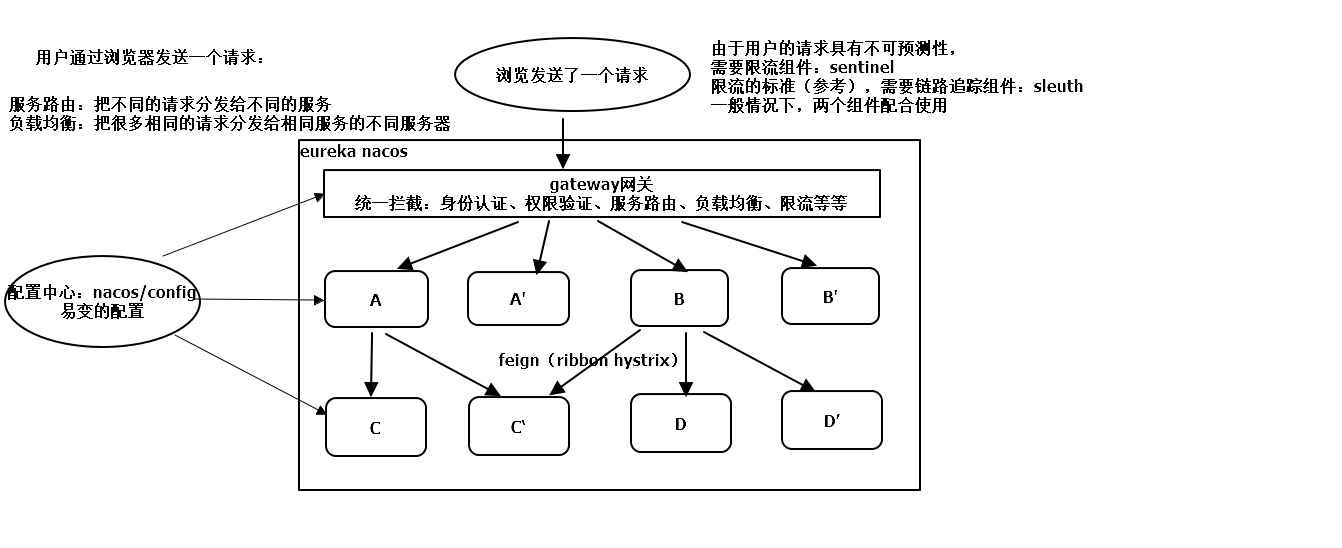 用户通过浏览器发送一个请求：
服务路由：把不同的请求分发给不同的服务
负载均衡：把很多相同的请求分发给相同服务的不同服务器
浏览发送了一个请求
由于用户的请求具有不可预测性，
需要限流组件：sentinel
限流的标准（参考），需要链路追踪组件：sleuth
一般情况下，两个组件配合使用
eureka nacos
gateway网关
统一拦截：身份认证、权限验证、服务路由、负载均衡、限流等等
配置中心：nacos/config
易变的配置
A
A'
B
B'
feign（ribbon hystrix）
C
C‘
D
D’